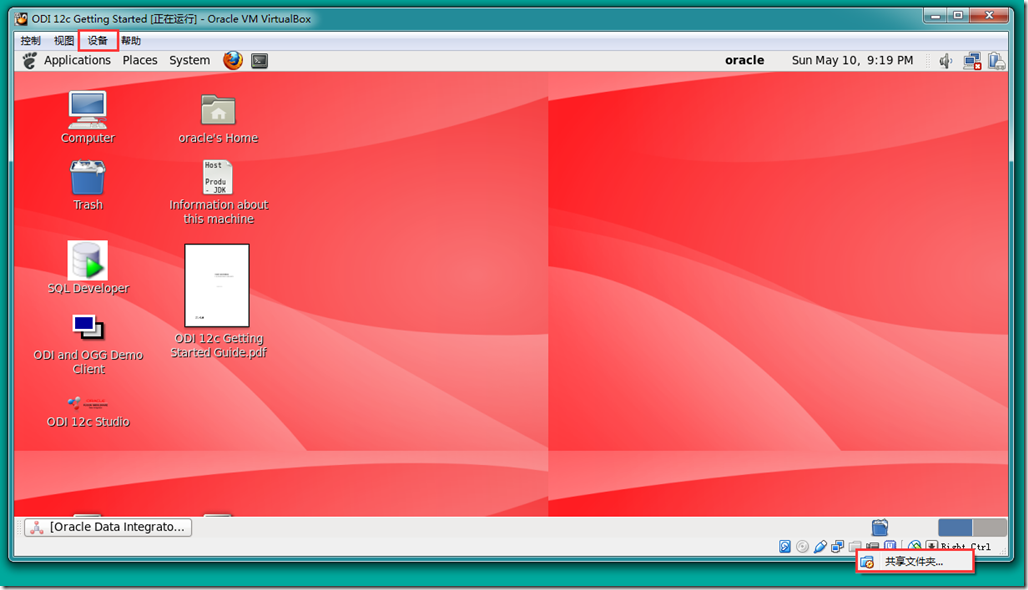 ODI 12c Getting Started [正在运行] - Oracle VM VirtualBox
控制 视图 设备 帮助
Applications Places System oracle Sun May 10, 9:19 PM
Computer
oracle's Home
Trash
Host
Produ
- JDK
Information about
this machine
SQL Developer
ODI 12c Getting
Started Guide.pdf
ODI and OGG Demo
Client
ODI 12c Studio
[Oracle Data Integrato...
Right Ctrl
共享文件夹...